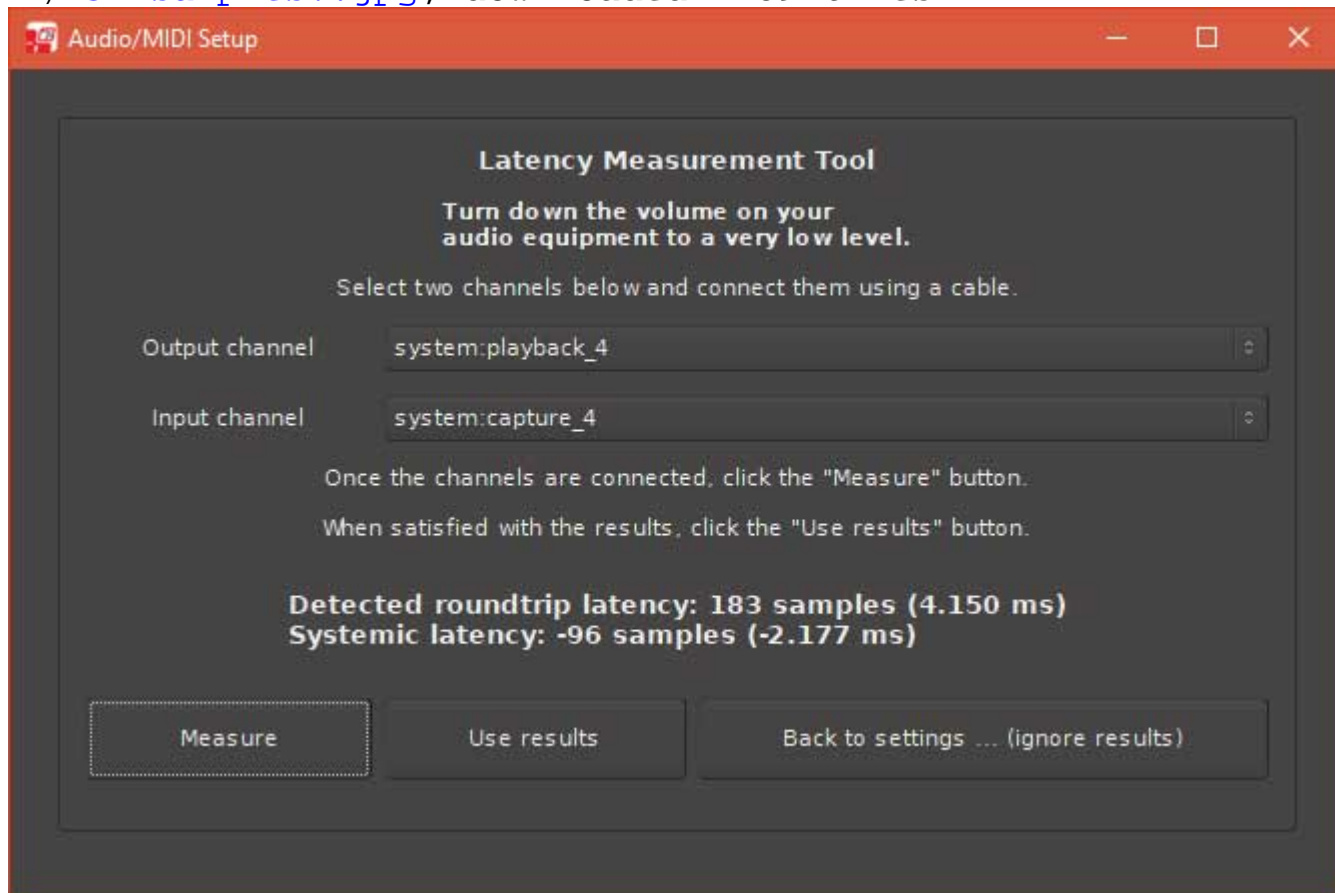 Audio/MIDI Setup
Latency Measurement Tool
Turn down the volume on your
audio equipment to a very low level.
Select two channels below and connect them using a cable.
Output channel system:playback_4
Input channel system:capture_4
Once the channels are connected, click the "Measure" button.
When satisfied with the results, click the "Use results" button.
Detected roundtrip latency: 183 samples (4.150 ms)
Systemic latency: -96 samples (-2.177 ms)
Measure Use results Back to settings ... (ignore results)